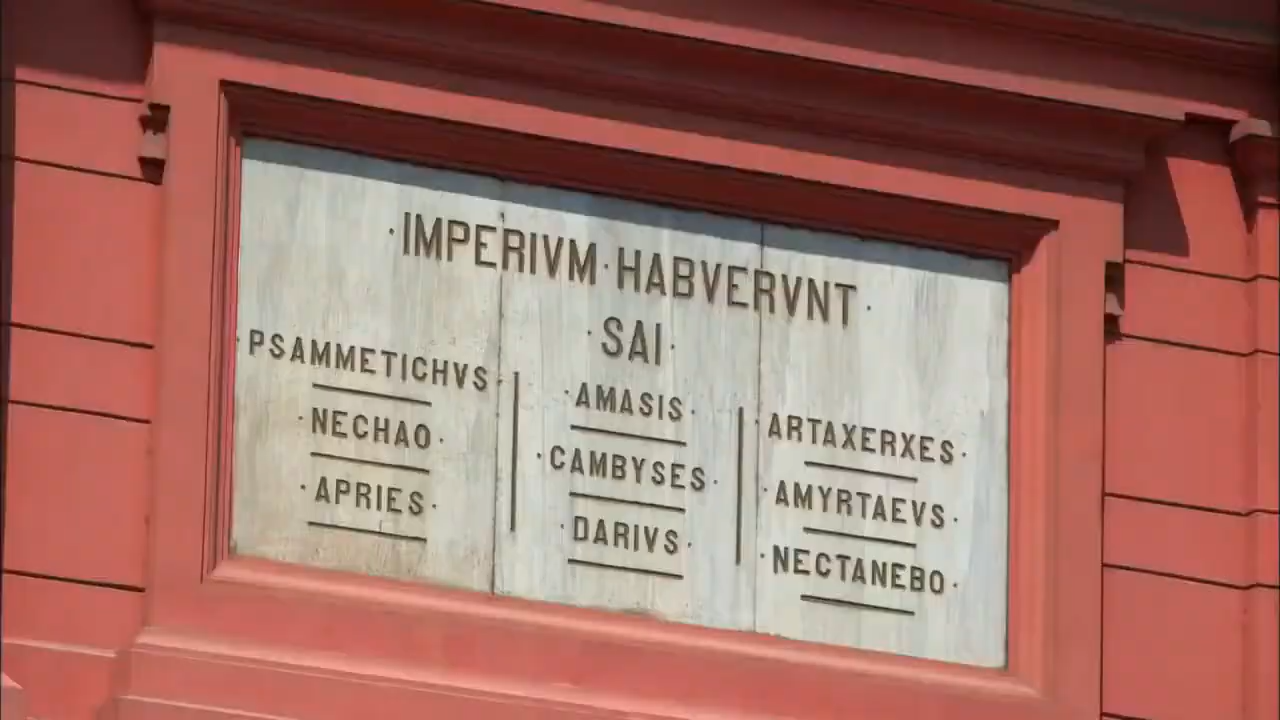 ·IMPERIVM·HABVERVNT·
·SAI·
·PSAMMETICHVS·
·NECHAO·
·APRIES·
·AMASIS·
·CAMBYSES·
·DARIVS·
·ARTAXERXES·
·AMYRTAEVS·
·NECTANEBO·